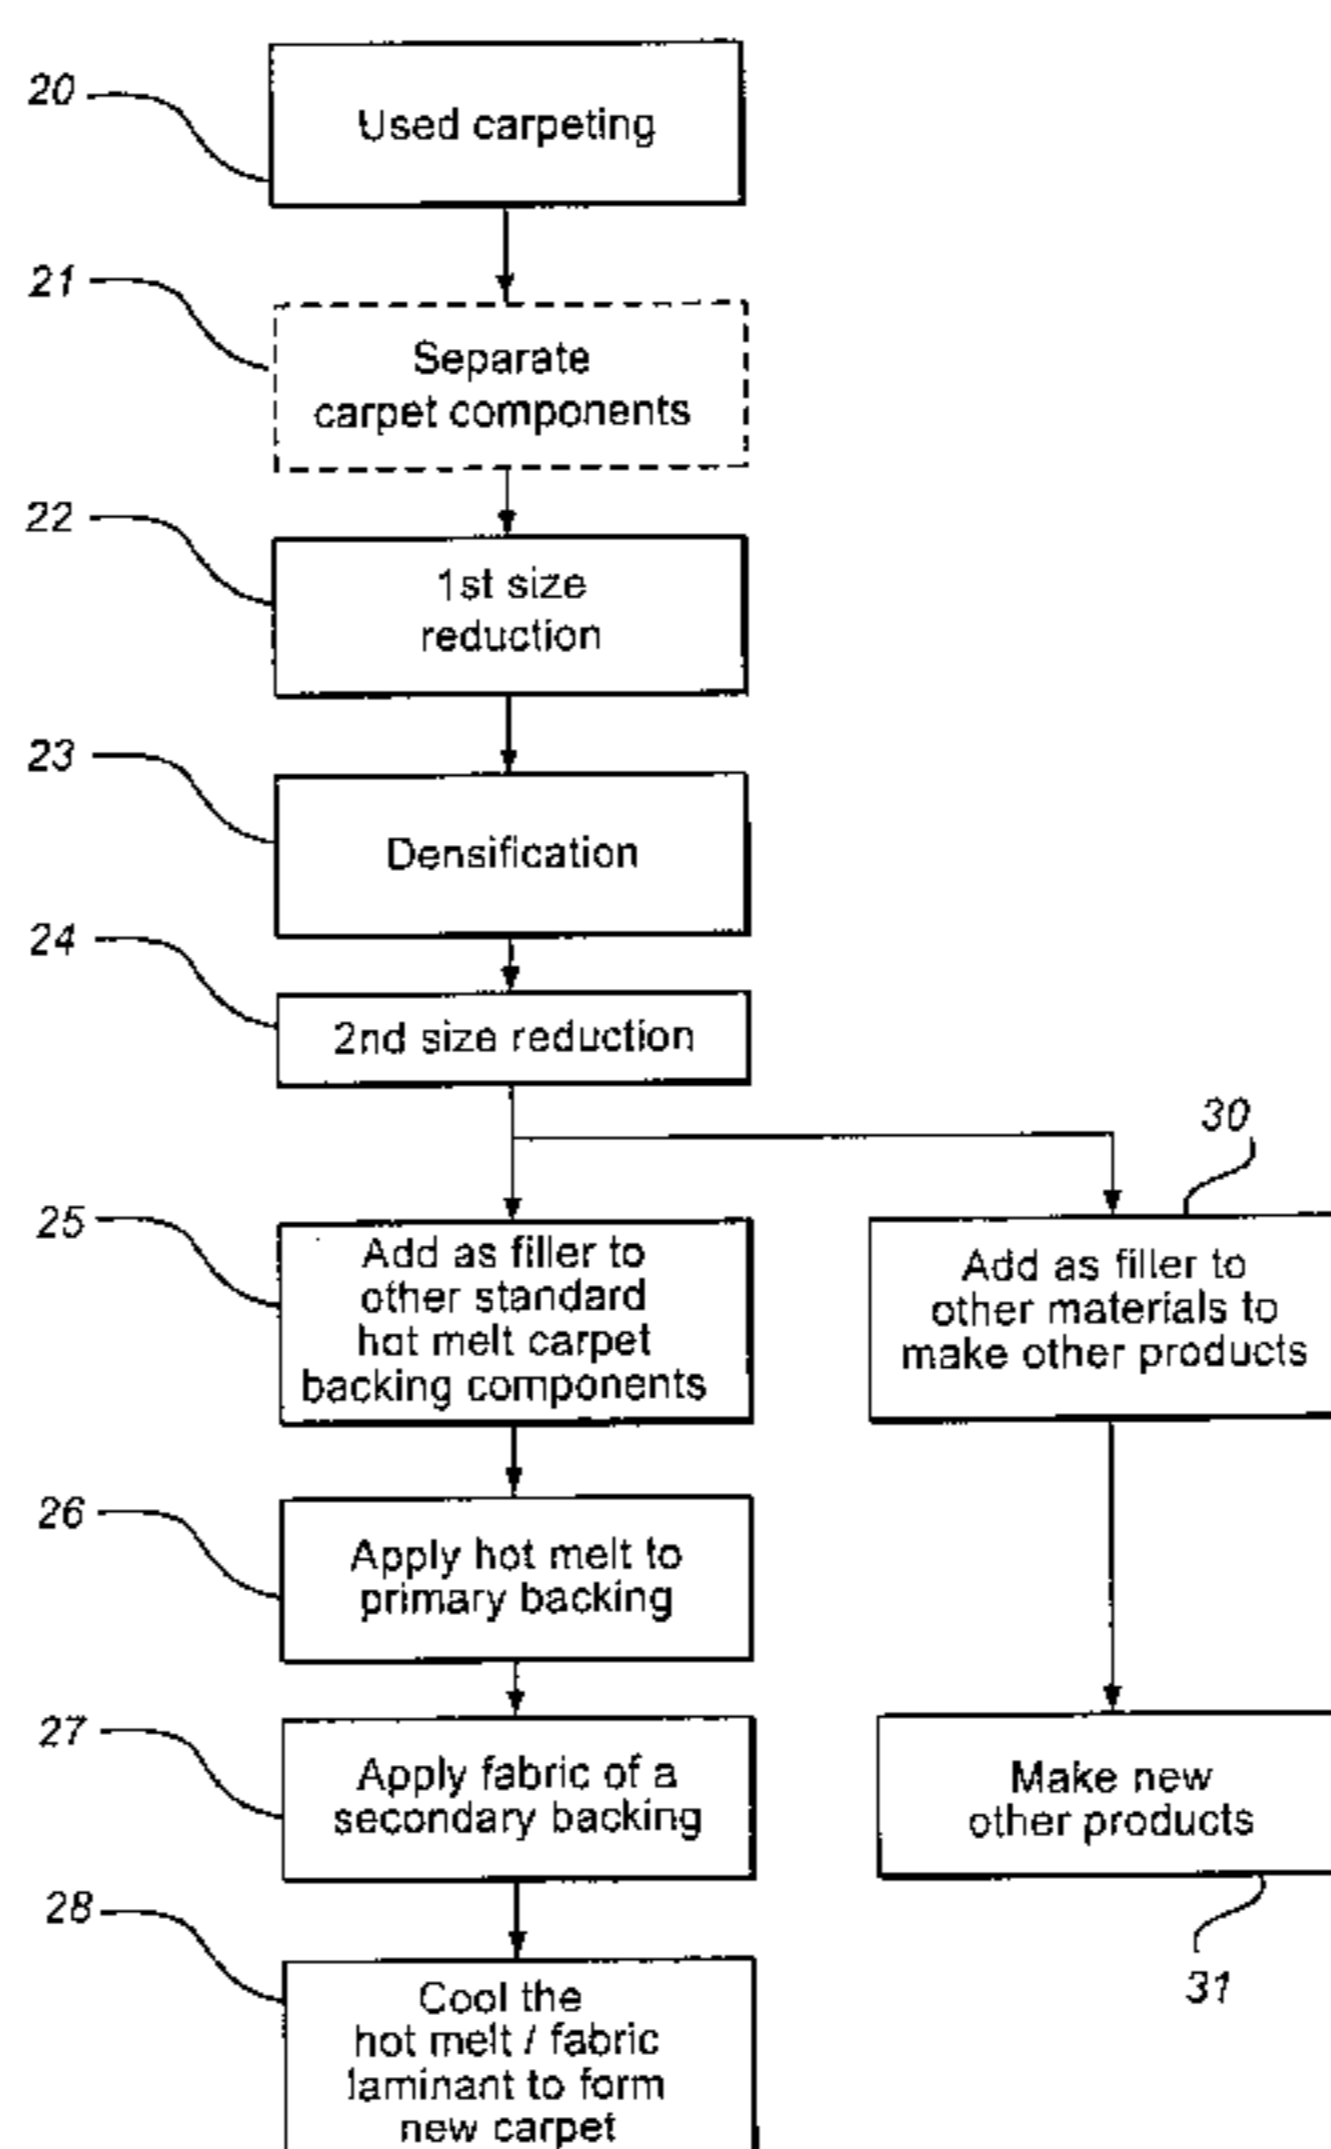 20
Used carpeting
21
Separate
carpet components
22
1st size
reduction
23
Densification
24
2nd size reduction
30
25
Add as filler to
other standard
hot melt carpet
backing components
Add as filler to
other materials to
make other products
26
Apply hot melt to
primary backing
27
Apply fabric of a
secondary backing
Make new
other products
28
31
Cool the
hot melt / fabric
laminant to form
new carpet